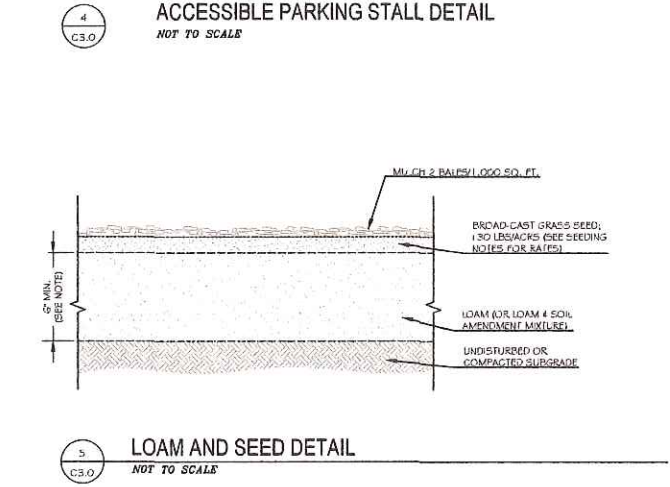 4
C3.0
ACCESSIBLE PARKING STALL DETAIL
NOT TO SCALE
MULCH 2 BALES/1,000 SQ. FT.
BROAD-CAST GRASS SEED;
130 LBS/ACRS (SEE SEEDING
NOTES FOR RATES)
6" MIN.
(SEE NOTE)
LOAM (OR LOAM & SOIL
AMENDMENT MIXTURE)
UNDISTURBED OR
COMPACTED SUBGRADE
5
C3.0
LOAM AND SEED DETAIL
NOT TO SCALE